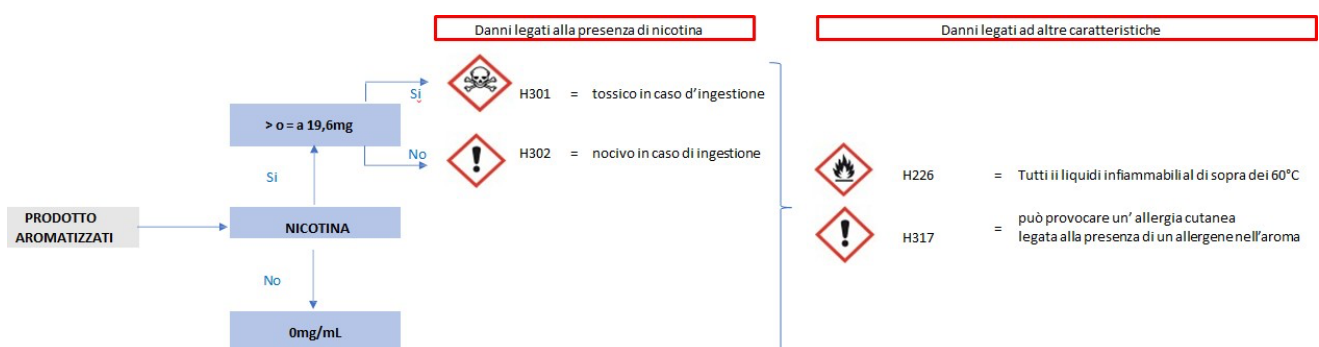 Danni legati alla presenza di nicotina
Danni legati ad altre caratteristiche
Si
H301 = tossico in caso d’ingestione
> o = a 19,6mg
No
H302 = nocivo in caso di ingestione
Si
H226 = Tutti ii liquidi infiammabili al di sopra dei 60°C
PRODOTTO
AROMATIZZATI
NICOTINA
H317 = può provocare un’ allergia cutanea
legata alla presenza di un allergene nell’aroma
No
0mg/mL